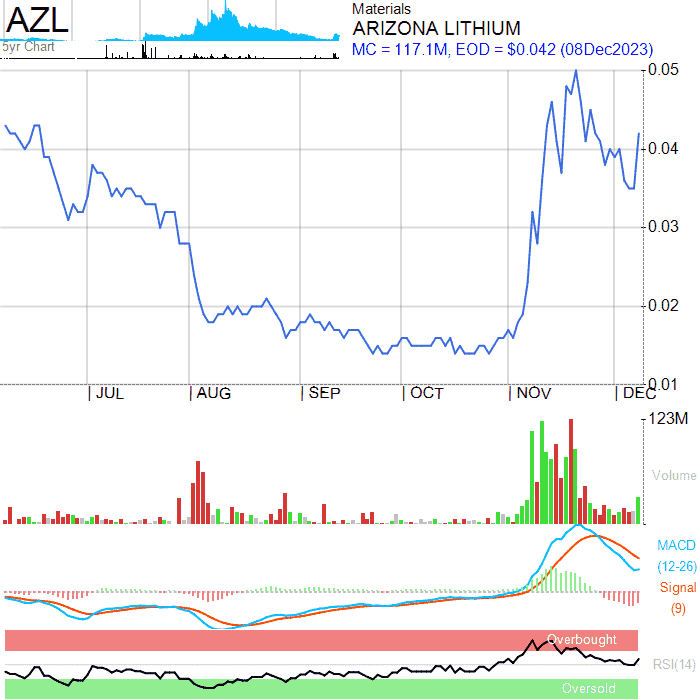 AZL
5yr Chart
Materials
ARIZONA LITHIUM
MC = 117.1M, EOD = $0.042 (08Dec2023)
0.05
0.04
0.03
0.02
0.01
JUL AUG SEP OCT NOV DEC
123M
Volume
MACD
(12-26)
Signal
(9)
Overbought
RSI(14)
Oversold